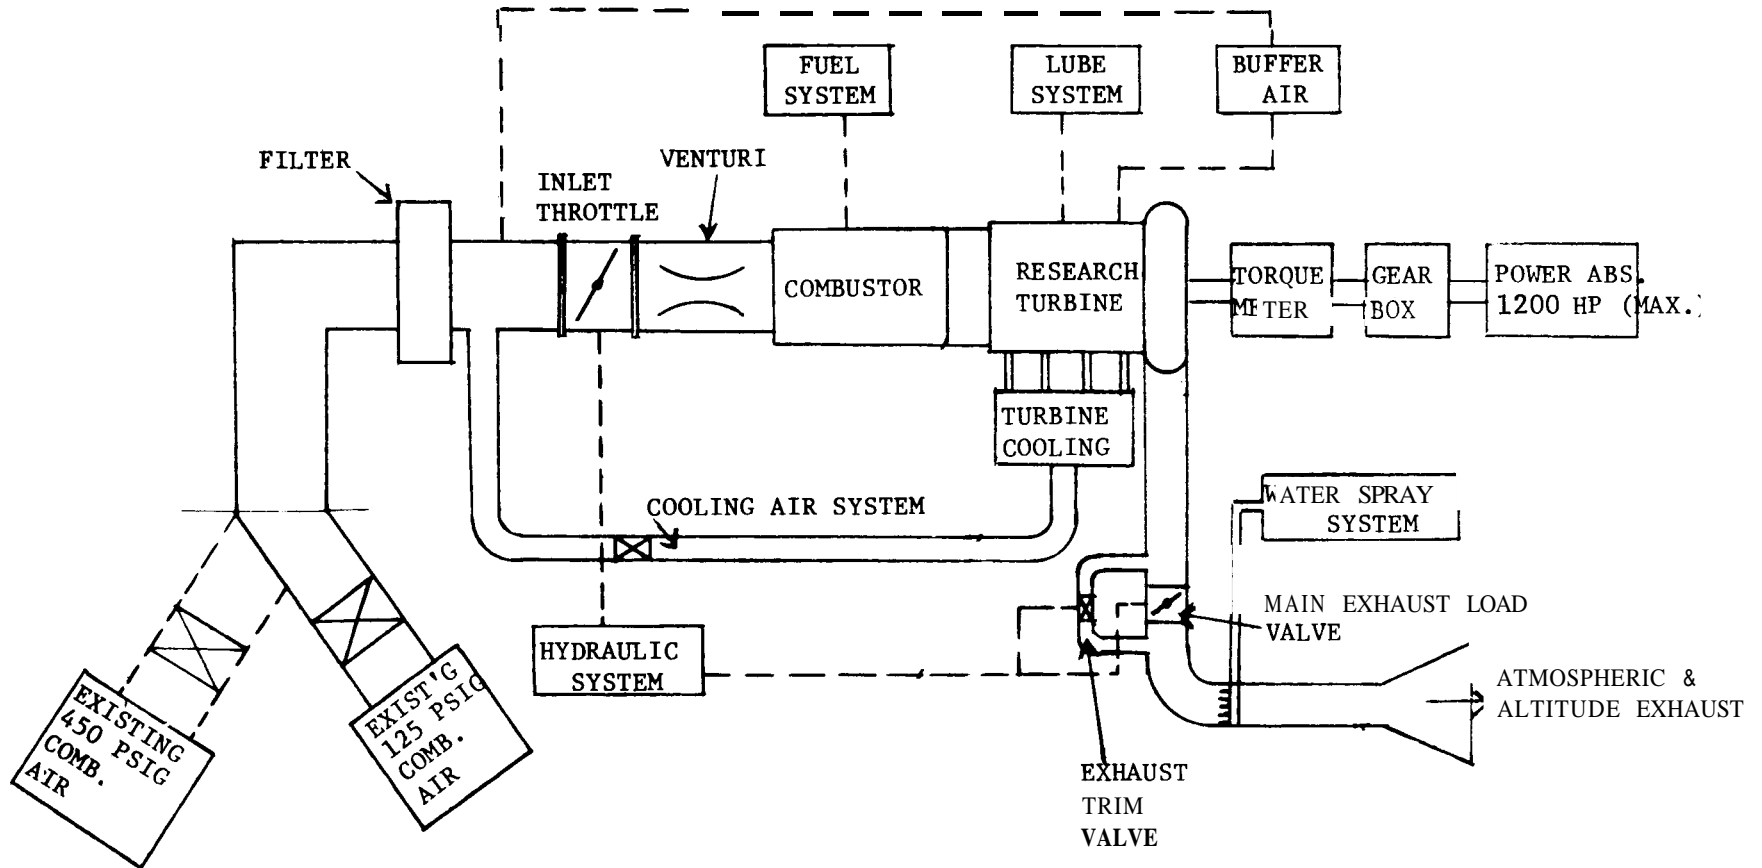 FUEL
SYSTEM
LUBE
SYSTEM
BUFFER
AIR
FILTER
VENTURI
INLET
THROTTLE
COMBUSTOR
RESEARCH
TURBINE
TORQUE
METER
GEAR
BOX
POWER ABS.
1200 HP (MAX.)
TURBINE
COOLING
COOLING AIR SYSTEM
WATER SPRAY
SYSTEM
MAIN EXHAUST LOAD
VALVE
HYDRAULIC
SYSTEM
EXISTING
450 PSIG
COMB.
AIR
EXIST'G
125 PSIG
COMB.
AIR
ATMOSPHERIC &
ALTITUDE EXHAUST
EXHAUST
TRIM
VALVE